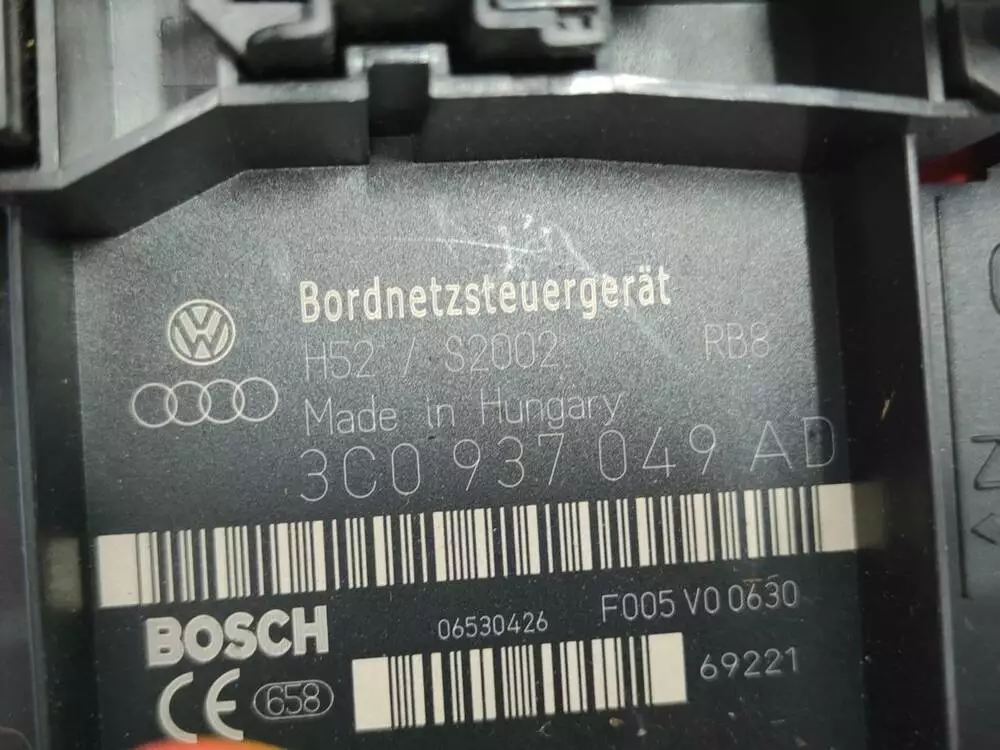 Bordnetzsteuergerät
H52 / S2002 RB8
Made in Hungary
3C0 937 049 AD
BOSCH 06530426 F005 V0 0630
CE 658 69221